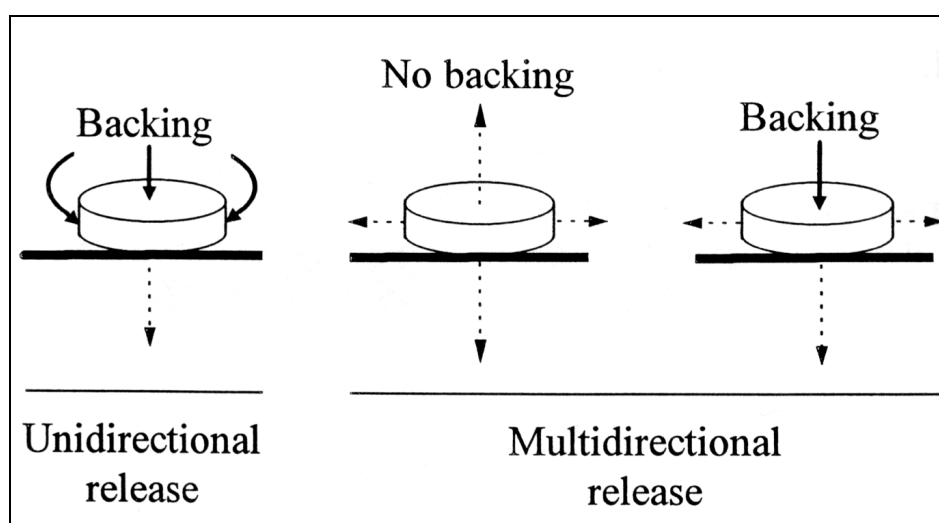 Backing
No backing
Backing
Unidirectional
release
Multidirectional
release